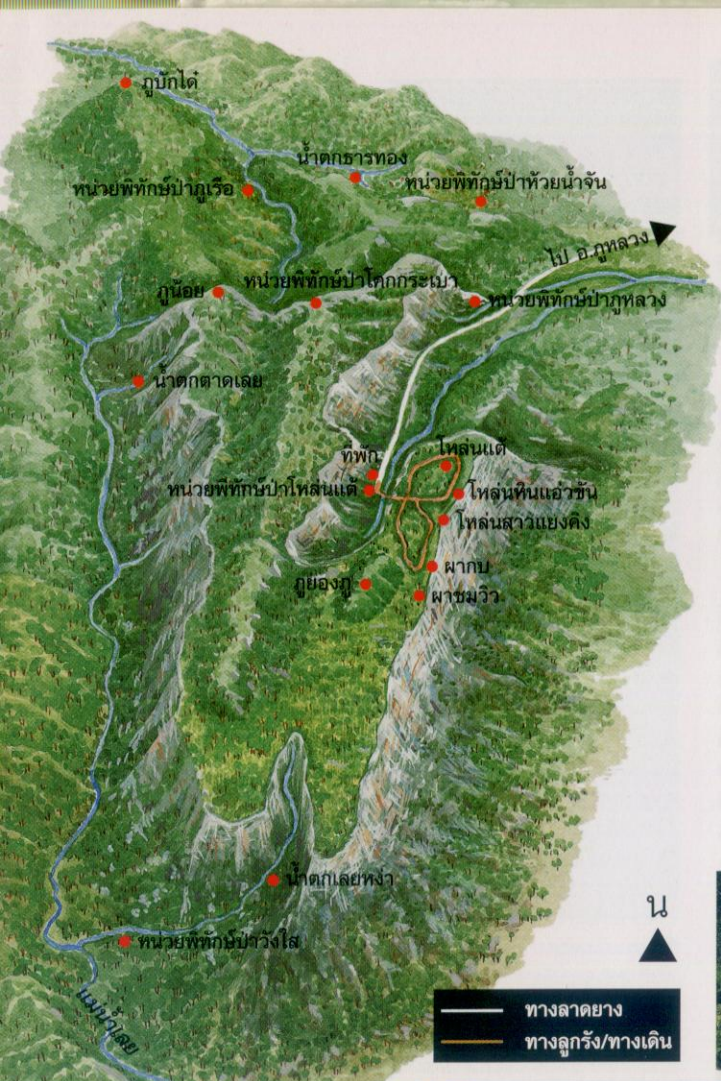 ภูบักได๋
น้ำตกธารทอง
หน่วยพิทักษ์ป่าภูเรือ
หน่วยพิทักษ์ป่าห้วยน้ำจัน
ไป อ.ภูหลวง
หน่วยพิทักษ์ป่าโคกกระเบา
ภูน้อย
หน่วยพิทักษ์ป่าภูหลวง
น้ำตกตาดเลย
โหล่นแต้
ที่พัก
หน่วยพิทักษ์ป่าโหล่นแต้
โหล่นหินแอ่วขัน
โหล่นสาวแยงคิง
ผากบ
ภูยองภู
ผาชมวิว
น้ำตกเลยหง่า
น
หน่วยพิทักษ์ป่าวังใส
แม่น้ำเลย
ทางลาดยาง
ทางลูกรัง/ทางเดิน